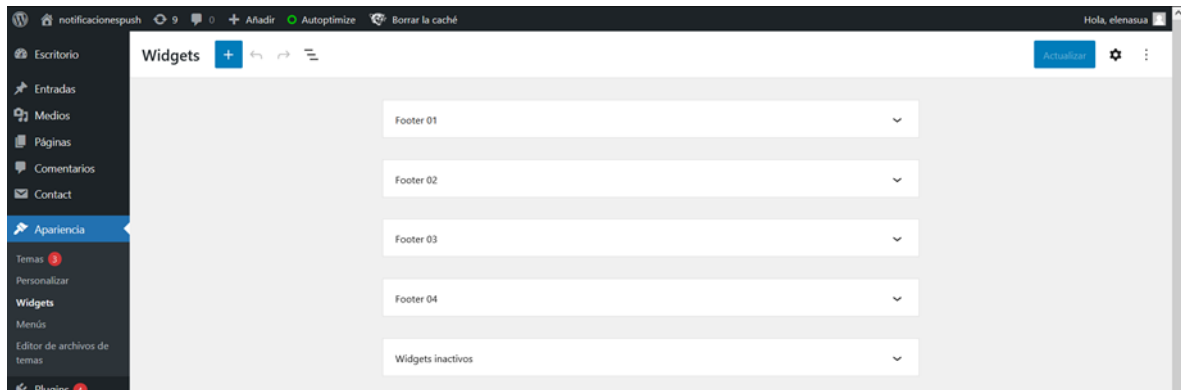 notificacionespush 9 0 Añadir Autoptimize Borrar la caché Hola, elenasua
Escritorio
Entradas
Medios
Páginas
Comentarios
Contact
Apariencia
Temas 3
Personalizar
Widgets
Menús
Editor de archivos de
temas
Plugins
Widgets Actualizar
Footer 01
Footer 02
Footer 03
Footer 04
Widgets inactivos